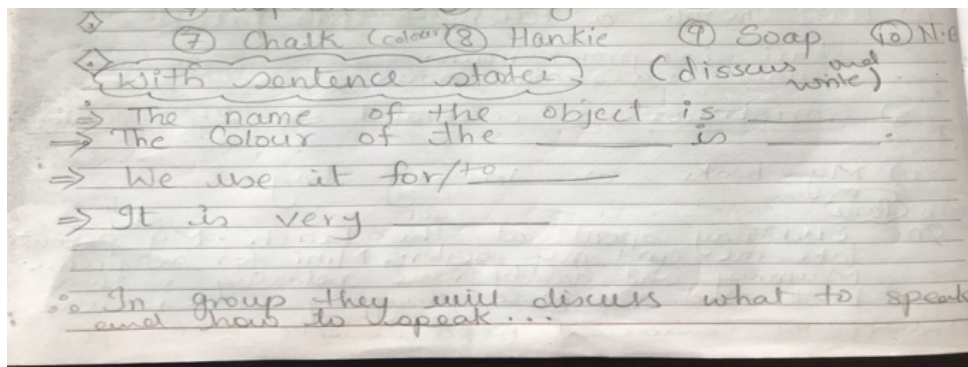 ⑦ Chalk (colour) ⑧ Hankie ⑨ Soap ⑩ N.B
With sentence stater (disscus and write)
⇒ The name of the object is ______
⇒ The Colour of the ______ is ______.
⇒ We use it for/to ______
⇒ It is very ______
In group they will discuss what to speak
and how to speak...